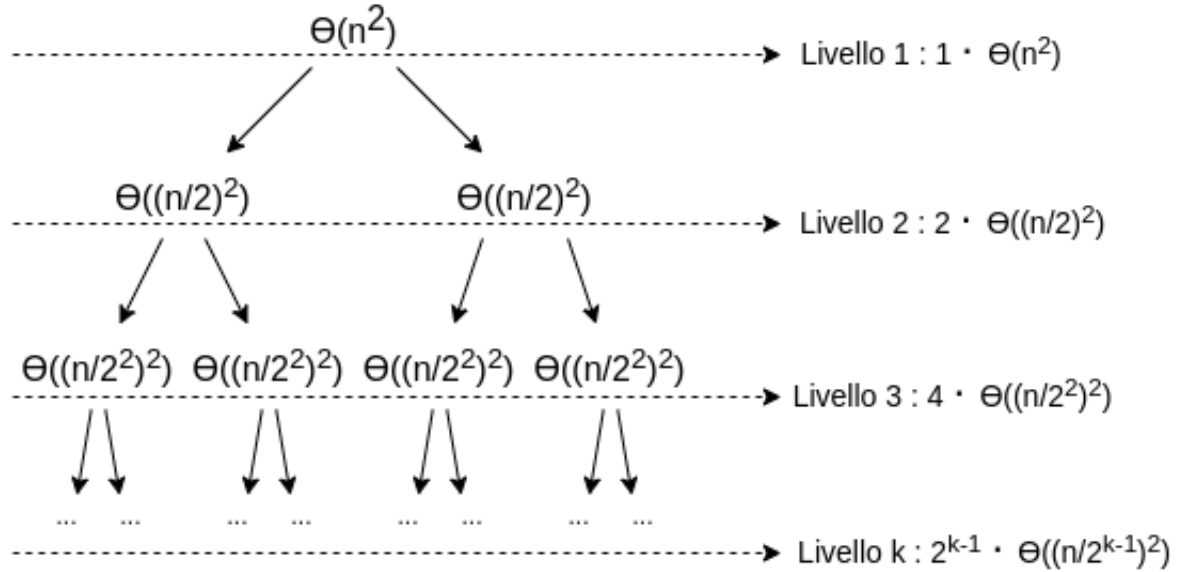 Ɵ(n²)
Livello 1 : 1 · Ɵ(n²)
Ɵ((n/2)²) Ɵ((n/2)²)
Livello 2 : 2 · Ɵ((n/2)²)
Ɵ((n/2²)²) Ɵ((n/2²)²) Ɵ((n/2²)²) Ɵ((n/2²)²)
Livello 3 : 4 · Ɵ((n/2²)²)
... ... ... ... ... ... ... ...
Livello k : 2ᵏ⁻¹ · Ɵ((n/2ᵏ⁻¹)²)